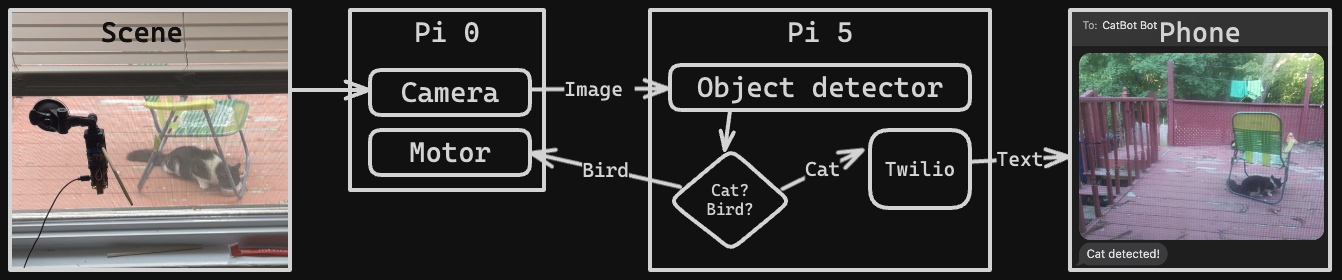 Scene
Pi 0
Camera
Motor
Image
Bird
Pi 5
Object detector
Cat?
Bird?
Cat
Twilio
Text
Phone
To: CatBot Bot
Cat detected!